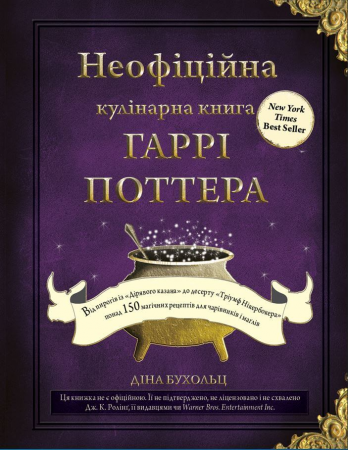 Неофіційна
кулінарна книга
ГАРРІ
ПОТТЕРА
New York
Times
Best Seller
Від пирогів із «Дірявого казана» до десерту «Тріумф Нікербокера»
понад 150 магічних рецептів для чарівників і маглів
ДІНА БУХОЛЬЦ
Ця книжка не є офіційною. Її не підтверджено, не ліцензовано і не схвалено
Дж. К. Ролінґ, її видавцями чи Warner Bros. Entertainment Inc.